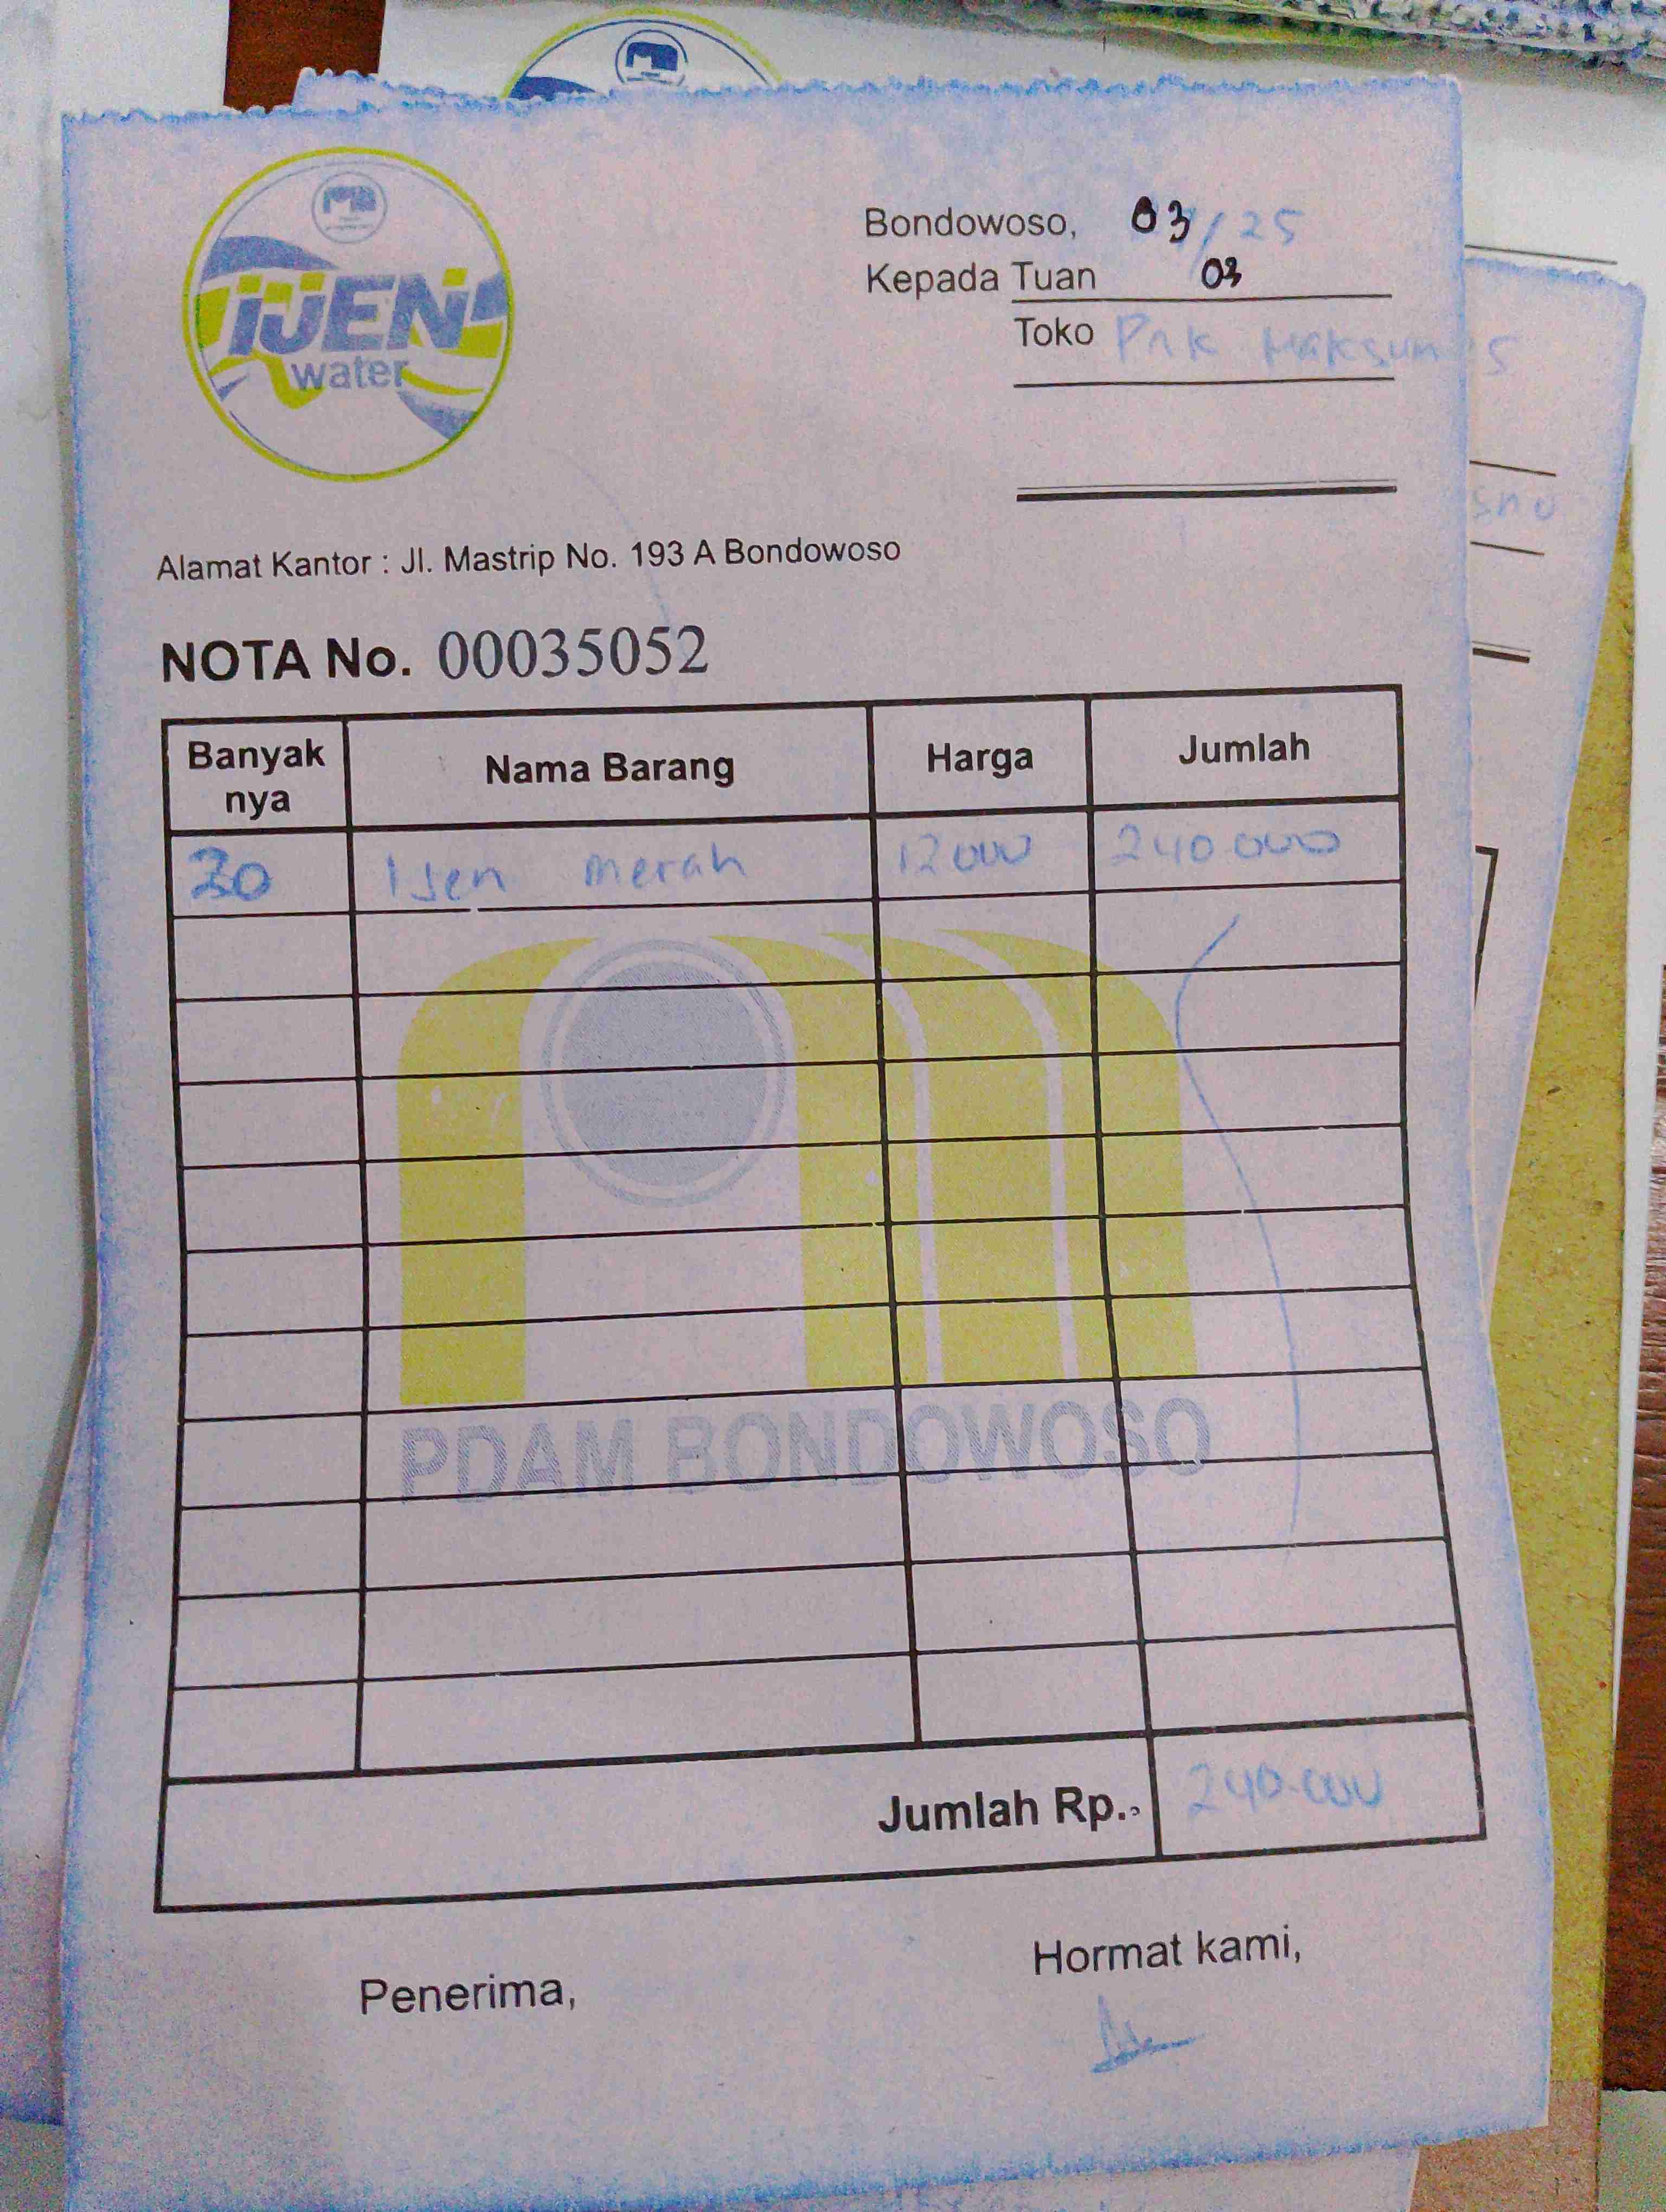 IJEN
water
Bondowoso, 03/25
Kepada Tuan 03
Toko Pak Maksum
Alamat Kantor : Jl. Mastrip No. 193 A Bondowoso
NOTA No. 00035052
Banyak nya Nama Barang Harga Jumlah
20 Ijen merah 12000 240.000
PDAM BONDOWOSO
Jumlah Rp. 240.000
Penerima, Hormat kami,